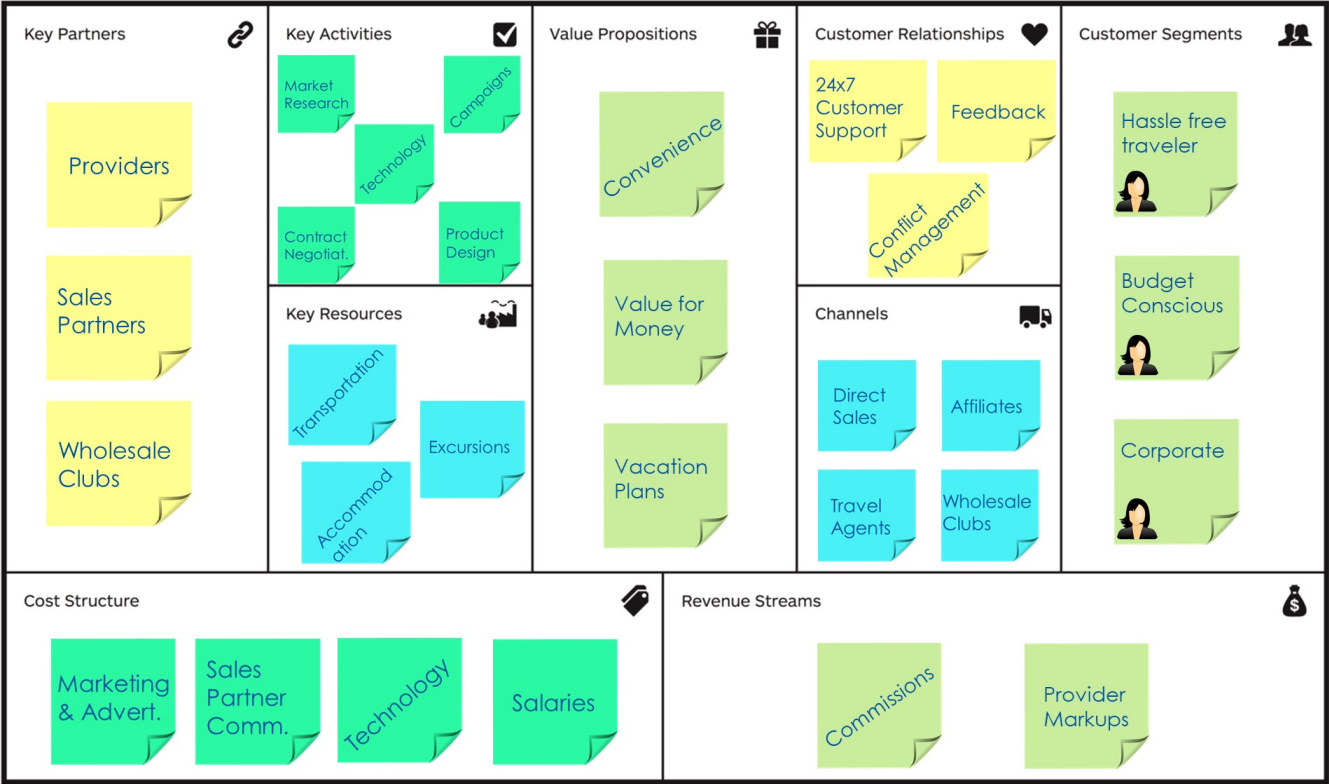 Key Partners
Providers
Sales
Partners
Wholesale
Clubs
Key Activities
Market
Research
Campaigns
Technology
Contract
Negotiat.
Product
Design
Key Resources
Transportation
Excursions
Accommod
ation
Value Propositions
Convenience
Value for
Money
Vacation
Plans
Customer Relationships
24x7
Customer
Support
Feedback
Conflict
Management
Channels
Direct
Sales
Affiliates
Travel
Agents
Wholesale
Clubs
Customer Segments
Hassle free
traveler
Budget
Conscious
Corporate
Cost Structure
Marketing
& Advert.
Sales
Partner
Comm.
Technology
Salaries
Revenue Streams
$
Commissions
Provider
Markups